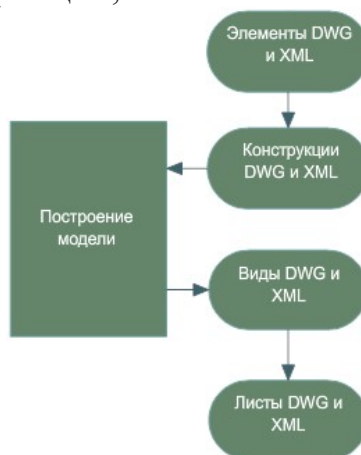 Элементы DWG
и XML
Конструкции
DWG и XML
Построение
модели
Виды DWG и
XML
Листы DWG и
XML